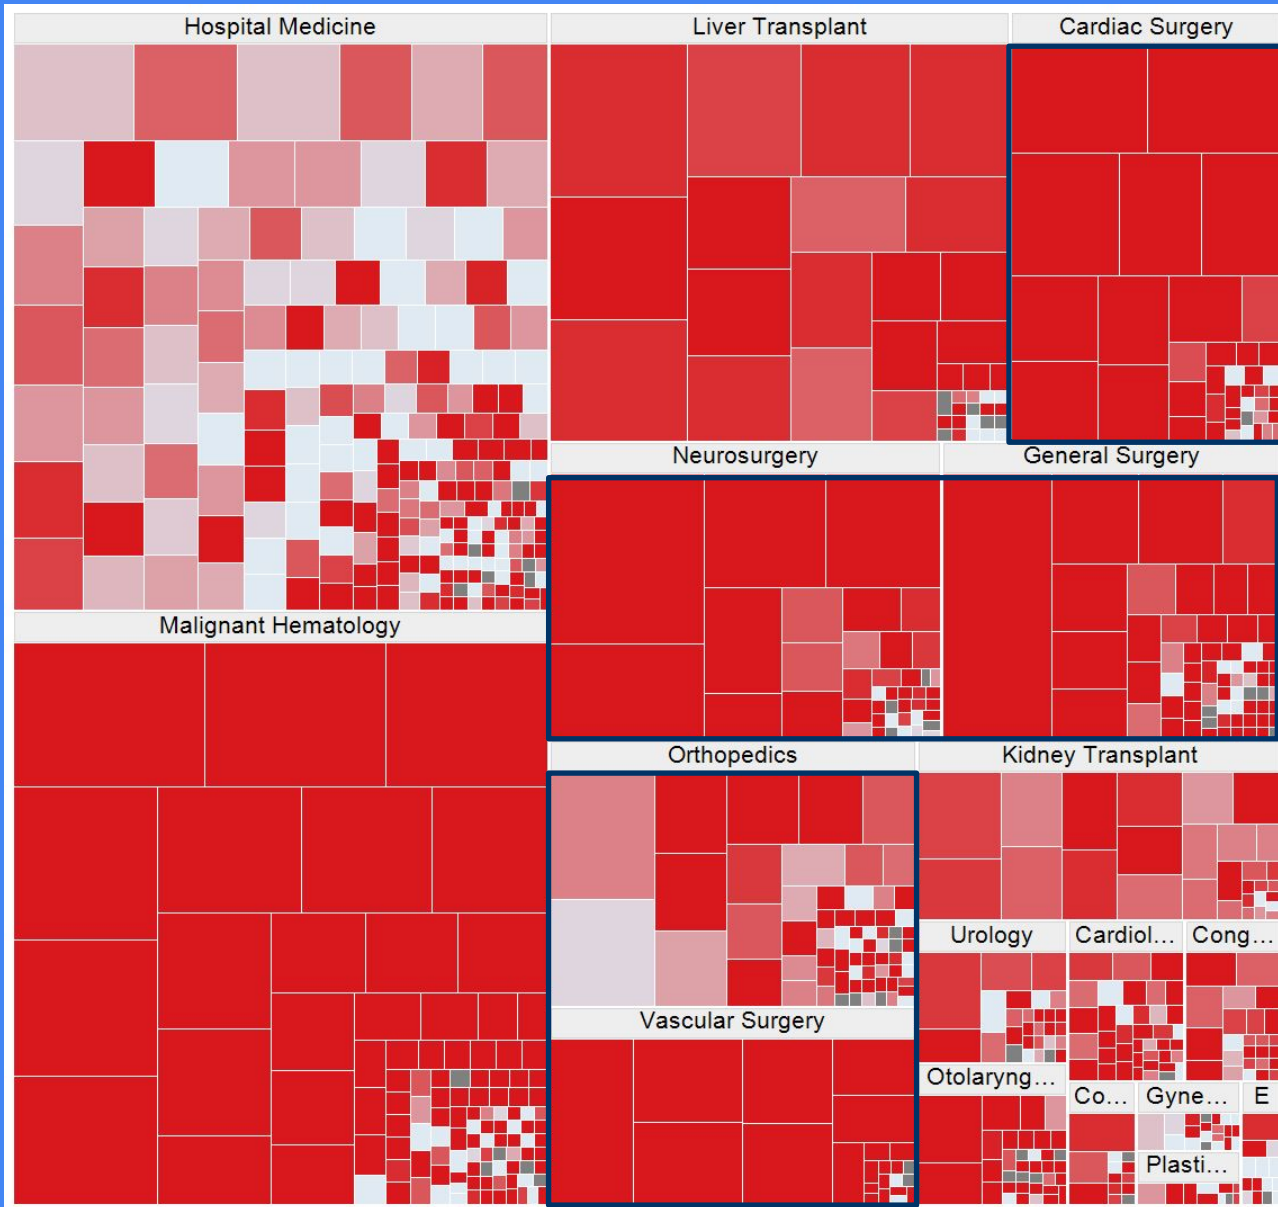 Hospital Medicine
Liver Transplant
Cardiac Surgery
Neurosurgery
General Surgery
Malignant Hematology
Orthopedics
Kidney Transplant
Urology
Cardiol...
Cong...
Vascular Surgery
Otolaryng...
Co...
Gyne...
E
Plasti...